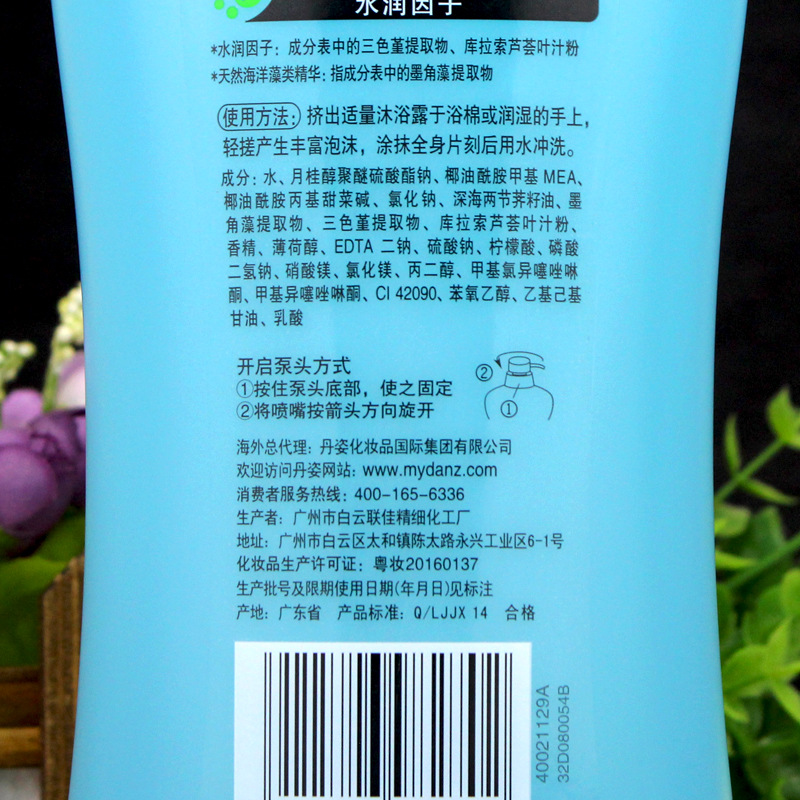 水润因子
*水润因子：成分表中的三色堇提取物、库拉索芦荟叶汁粉
*天然海洋藻类精华：指成分表中的墨角藻提取物
使用方法：挤出适量沐浴露于浴棉或润湿的手上，
轻搓产生丰富泡沫，涂抹全身片刻后用水冲洗。
成分：水、月桂醇聚醚硫酸酯钠、椰油酰胺甲基 MEA、
椰油酰胺丙基甜菜碱、氯化钠、深海两节荠籽油、墨
角藻提取物、三色堇提取物、库拉索芦荟叶汁粉、
香精、薄荷醇、EDTA 二钠、硫酸钠、柠檬酸、磷酸
二氢钠、硝酸镁、氯化镁、丙二醇、甲基氯异噻唑啉
酮、甲基异噻唑啉酮、CI 42090、苯氧乙醇、乙基己基
甘油、乳酸
开启泵头方式
①按住泵头底部，使之固定
②将喷嘴按箭头方向旋开
②
①
海外总代理：丹姿化妆品国际集团有限公司
欢迎访问丹姿网站：www.mydanz.com
消费者服务热线：400-165-6336
生产者：广州市白云联佳精细化工厂
地址：广州市白云区太和镇陈太路永兴工业区6-1号
化妆品生产许可证：粤妆20160137
生产批号及限期使用日期(年月日)见标注
产地：广东省 产品标准：Q/LJJX 14 合格
40021129A
32D080054B